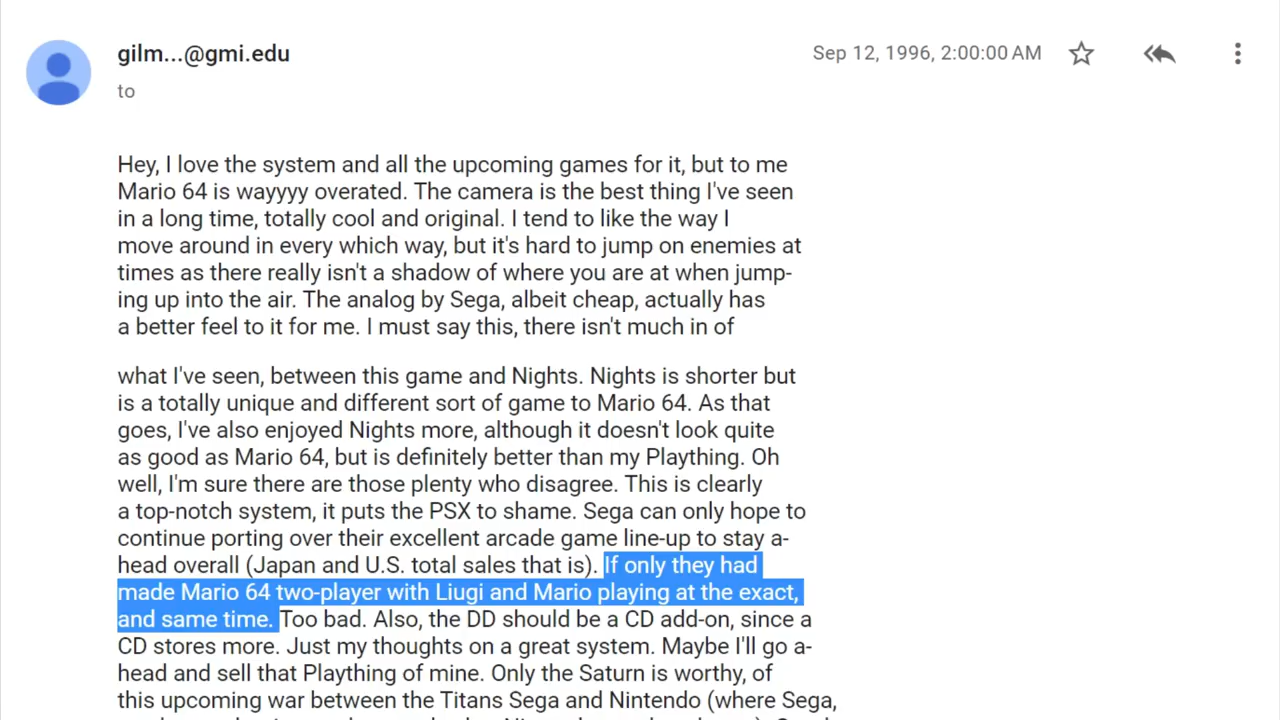 gilm...@gmi.edu
Sep 12, 1996, 2:00:00 AM
to
Hey, I love the system and all the upcoming games for it, but to me
Mario 64 is wayyyy overated. The camera is the best thing I've seen
in a long time, totally cool and original. I tend to like the way I
move around in every which way, but it's hard to jump on enemies at
times as there really isn't a shadow of where you are at when jump-
ing up into the air. The analog by Sega, albeit cheap, actually has
a better feel to it for me. I must say this, there isn't much in of
what I've seen, between this game and Nights. Nights is shorter but
is a totally unique and different sort of game to Mario 64. As that
goes, I've also enjoyed Nights more, although it doesn't look quite
as good as Mario 64, but is definitely better than my Plaything. Oh
well, I'm sure there are those plenty who disagree. This is clearly
a top-notch system, it puts the PSX to shame. Sega can only hope to
continue porting over their excellent arcade game line-up to stay a-
head overall (Japan and U.S. total sales that is). If only they had
made Mario 64 two-player with Liugi and Mario playing at the exact,
and same time. Too bad. Also, the DD should be a CD add-on, since a
CD stores more. Just my thoughts on a great system. Maybe I'll go a-
head and sell that Plaything of mine. Only the Saturn is worthy, of
this upcoming war between the Titans Sega and Nintendo (where Sega,